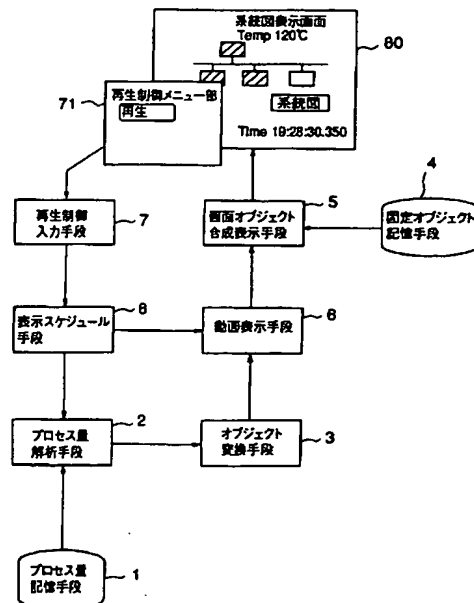 系統図表示画面
Temp 120℃
80
71
再生制御メニュー部
再生
系統図
Time 19:28:30.350
4
再生制御
入力手段
7
画面オブジェクト
合成表示手段
5
固定オブジェクト
記憶手段
表示スケジュール
手段
6
動画表示手段
6
プロセス量
解析手段
2
オブジェクト
変換手段
3
プロセス量
記憶手段
1